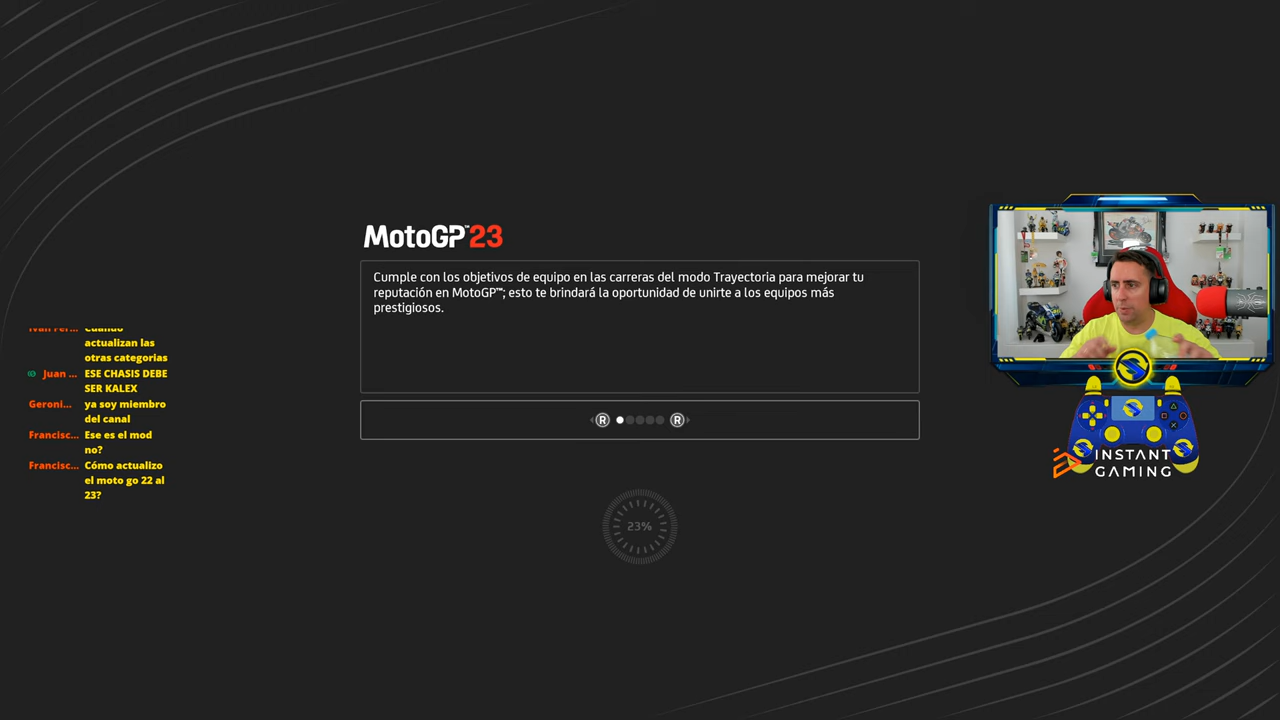 MotoGP™23
Cumple con los objetivos de equipo en las carreras del modo Trayectoria para mejorar tu
reputación en MotoGP™; esto te brindará la oportunidad de unirte a los equipos más
prestigiosos.
R R
23%
Cuando
actualizan las
otras categorias
Juan ... ESE CHASIS DEBE
SER KALEX
Geroni... ya soy miembro
del canal
Francisc... Ese es el mod
no?
Francisc... Cómo actualizo
el moto go 22 al
23?
INSTANT
GAMING